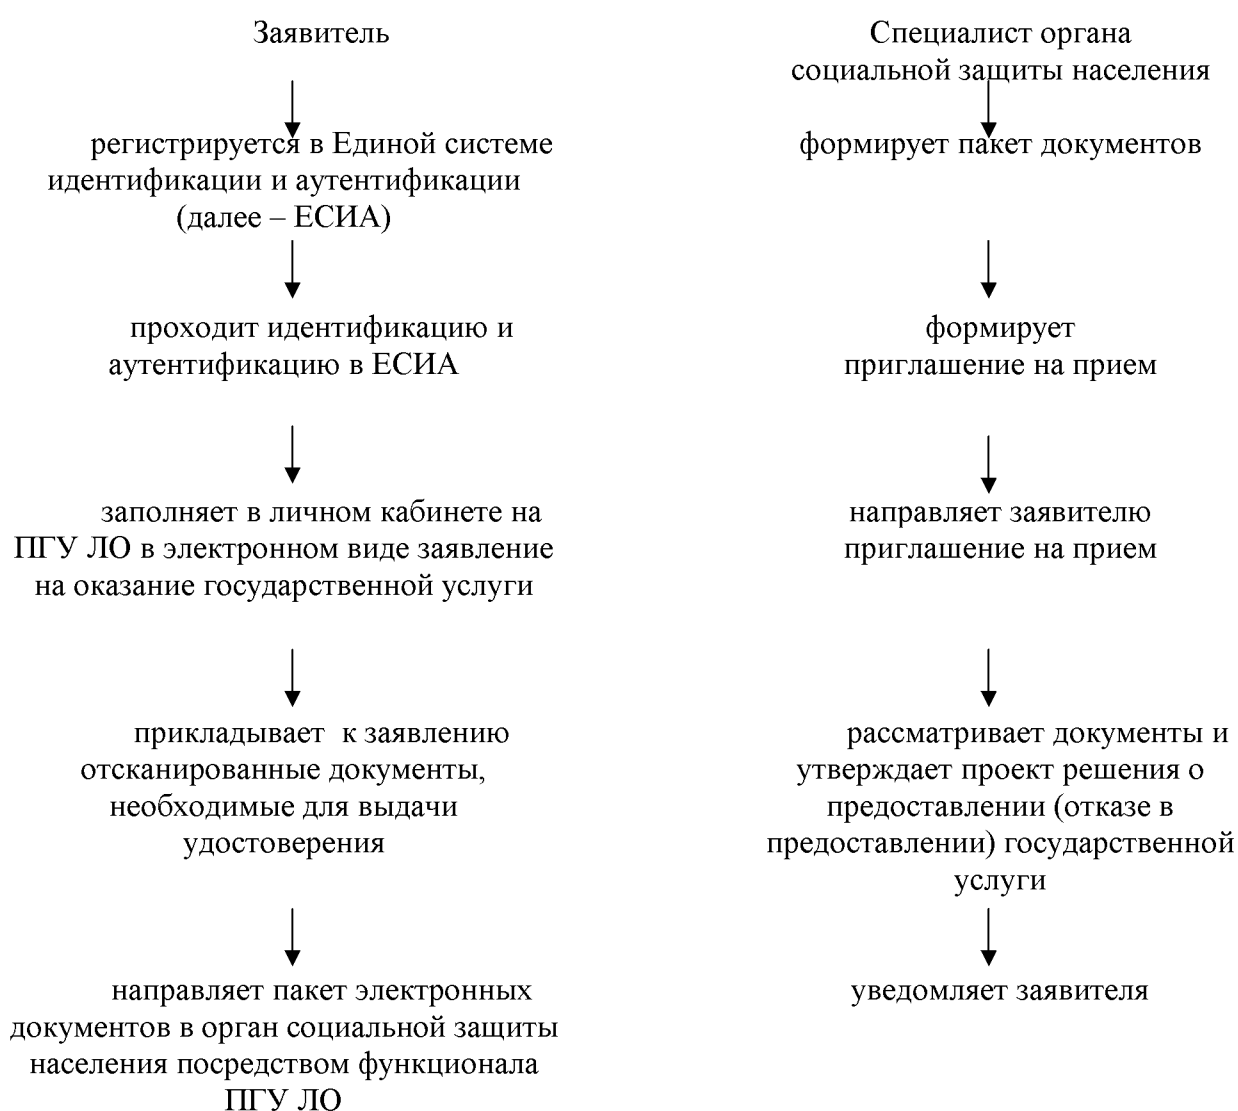 Заявитель
регистрируется в Единой системе
идентификации и аутентификации
(далее – ЕСИА)
проходит идентификацию и
аутентификацию в ЕСИА
заполняет в личном кабинете на
ПГУ ЛО в электронном виде заявление
на оказание государственной услуги
прикладывает  к заявлению
отсканированные документы,
необходимые для выдачи
удостоверения
направляет пакет электронных
документов в орган социальной защиты
населения посредством функционала
ПГУ ЛО
Специалист органа
социальной защиты населения
формирует пакет документов
формирует
приглашение на прием
направляет заявителю
приглашение на прием
рассматривает документы и
утверждает проект решения о
предоставлении (отказе в
предоставлении) государственной
услуги
уведомляет заявителя